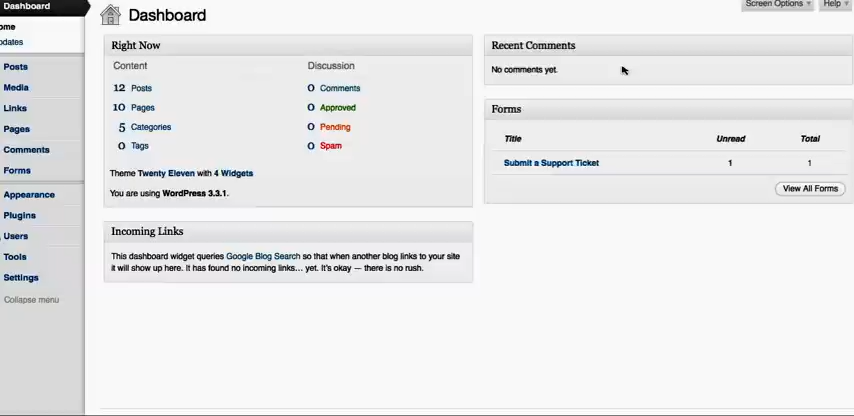 Dashboard
Updates
Posts
Media
Links
Pages
Comments
Forms
Appearance
Plugins
Users
Tools
Settings
Collapse menu
Dashboard
Screen Options
Help
Right Now
Content
Discussion
12 Posts
0 Comments
10 Pages
0 Approved
5 Categories
0 Pending
0 Tags
0 Spam
Theme Twenty Eleven with 4 Widgets
You are using WordPress 3.3.1.
Incoming Links
This dashboard widget queries Google Blog Search so that when another blog links to your site
it will show up here. It has found no incoming links… yet. It's okay — there is no rush.
Recent Comments
No comments yet.
Forms
Title Unread Total
Submit a Support Ticket 1 1
View All Forms